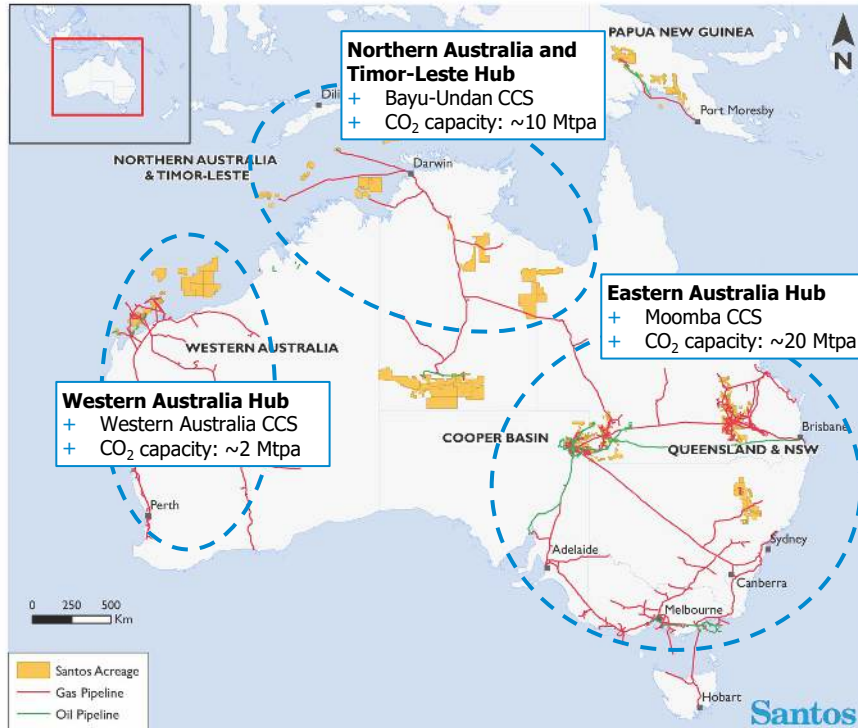 PAPUA NEW GUINEA
N
Northern Australia and
Timor-Leste Hub
+ Bayu-Undan CCS
+ CO₂ capacity: ~10 Mtpa
Dili
Port Moresby
NORTHERN AUSTRALIA
& TIMOR-LESTE
Darwin
Eastern Australia Hub
+ Moomba CCS
+ CO₂ capacity: ~20 Mtpa
WESTERN AUSTRALIA
Western Australia Hub
+ Western Australia CCS
+ CO₂ capacity: ~2 Mtpa
COOPER BASIN
Brisbane
QUEENSLAND & NSW
Perth
Sydney
Adelaide
Canberra
0 250 500
Km
Melbourne
Santos Acreage
Gas Pipeline
Oil Pipeline
Hobart
Santos